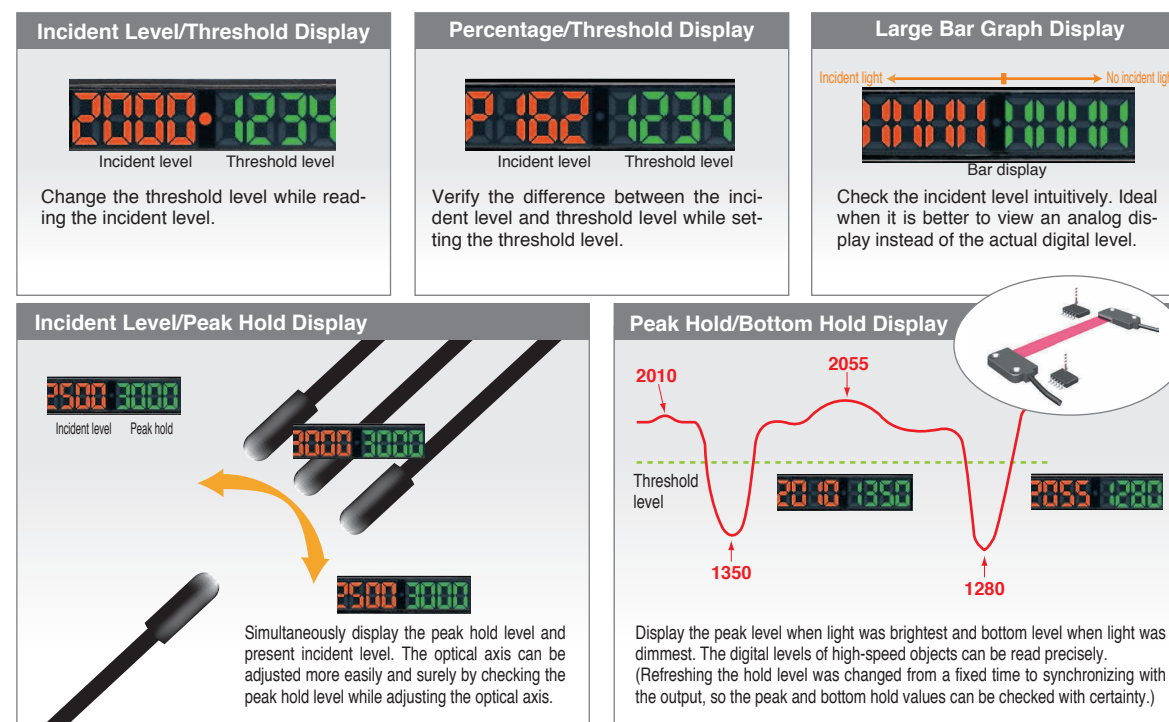 Incident Level/Threshold Display
2000 1234
Incident level Threshold level
Change the threshold level while read-
ing the incident level.
Percentage/Threshold Display
P 162 1234
Incident level Threshold level
Verify the difference between the inci-
dent level and threshold level while set-
ting the threshold level.
Large Bar Graph Display
Incident light No incident
Bar display
Check the incident level intuitively. Ideal
when it is better to view an analog dis-
play instead of the actual digital level.
Incident Level/Peak Hold Display
2500 3000
Incident level Peak hold
3000 3000
2500 3000
Simultaneously display the peak hold level and
present incident level. The optical axis can be
adjusted more easily and surely by checking the
peak hold level while adjusting the optical axis.
Peak Hold/Bottom Hold Display
2010
2055
Threshold
level
2010 1350
2055 1280
1350
1280
Display the peak level when light was brightest and bottom level when light was
dimmest. The digital levels of high-speed objects can be read precisely.
(Refreshing the hold level was changed from a fixed time to synchronizing with
the output, so the peak and bottom hold values can be checked with certainty.)